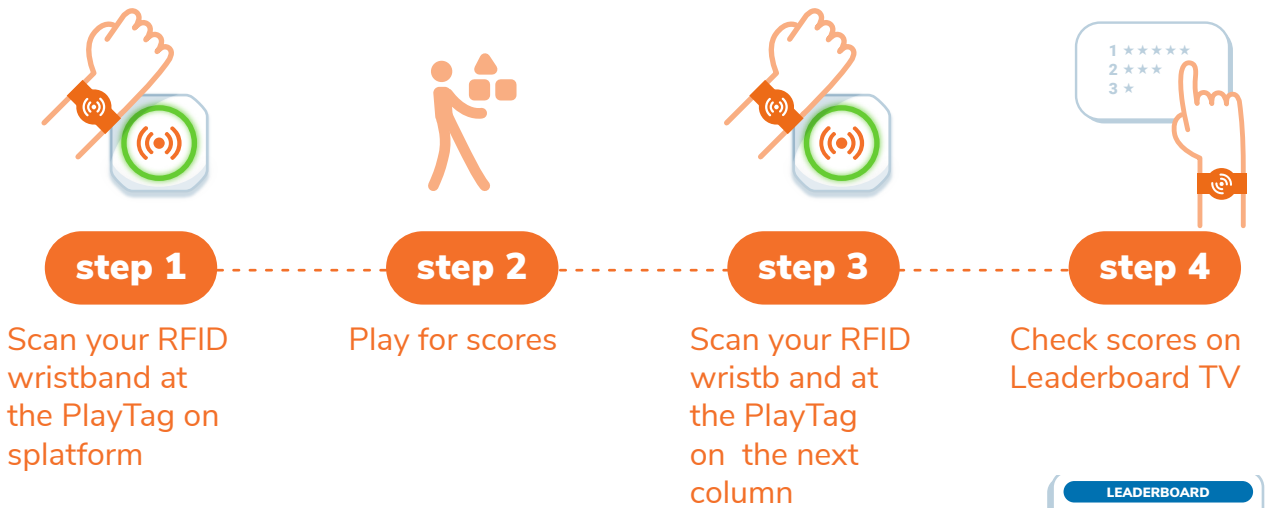 1 ★★★★★
2 ★★★
3 ★
step 1
step 2
step 3
step 4
Scan your RFID
wristband at
the PlayTag on
splatform
Play for scores
Scan your RFID
wristb and at
the PlayTag
on  the next
column
Check scores on
Leaderboard TV
LEADERBOARD